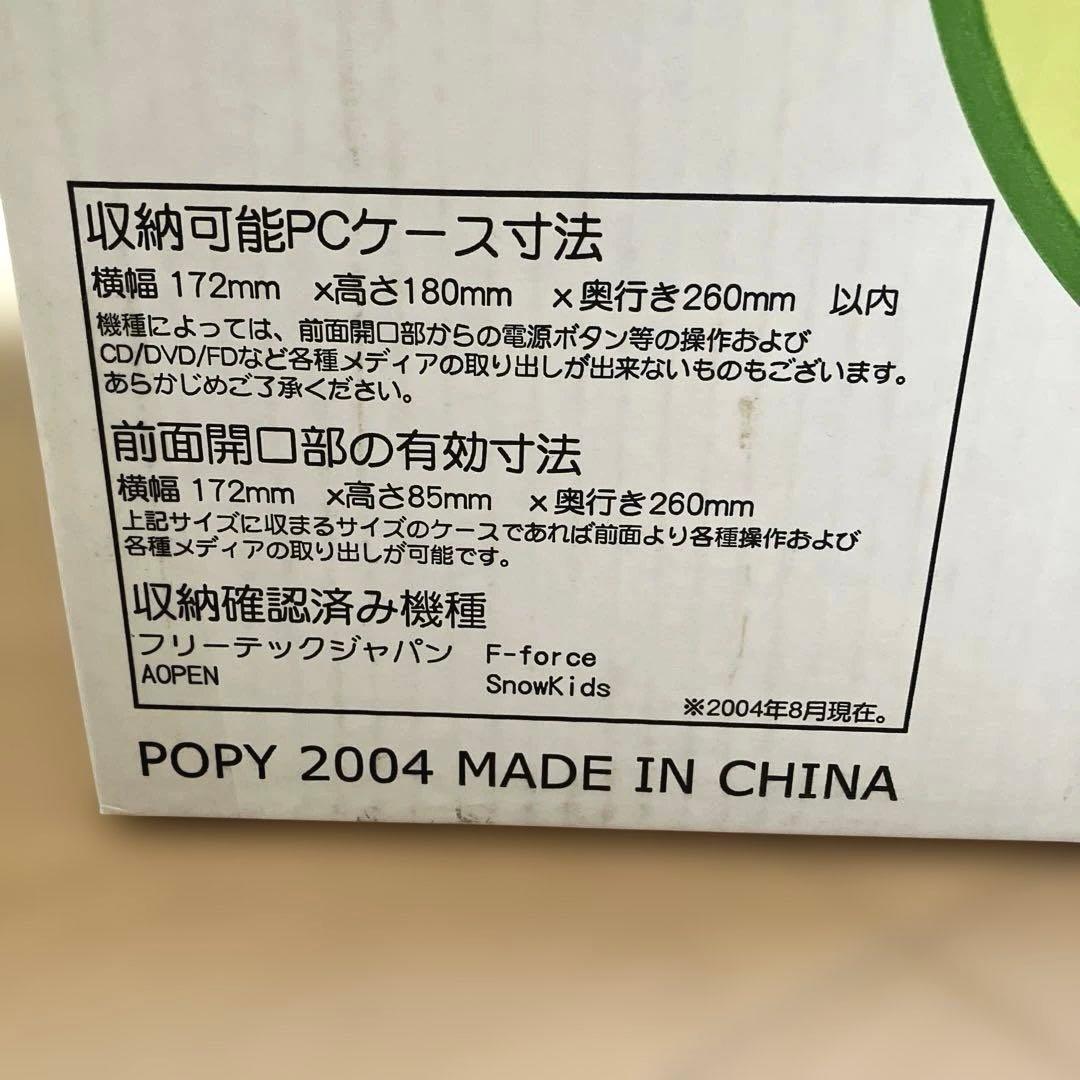 収納可能PCケース寸法
横幅 172mm x高さ180mm x奥行き260mm 以内
機種によっては、前面開口部からの電源ボタン等の操作および
CD/DVD/FDなど各種メディアの取り出しが出来ないものもございます。
あらかじめご了承ください。
前面開口部の有効寸法
横幅 172mm x高さ85mm x奥行き260mm
上記サイズに収まるサイズのケースであれば前面より各種操作および
各種メディアの取り出しが可能です。
収納確認済み機種
フリーテックジャパン F-force
AOPEN SnowKids
※2004年8月現在。
POPY 2004 MADE IN CHINA